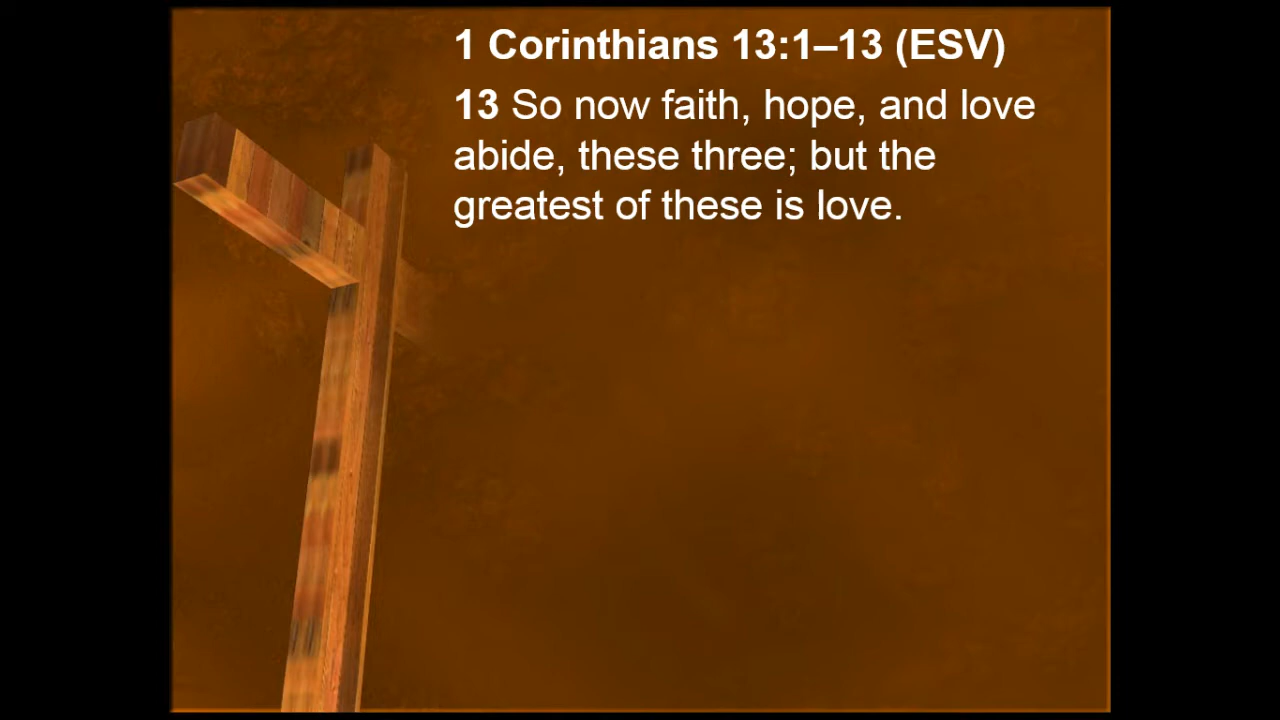 1 Corinthians 13:1–13 (ESV)
13 So now faith, hope, and love
abide, these three; but the
greatest of these is love.